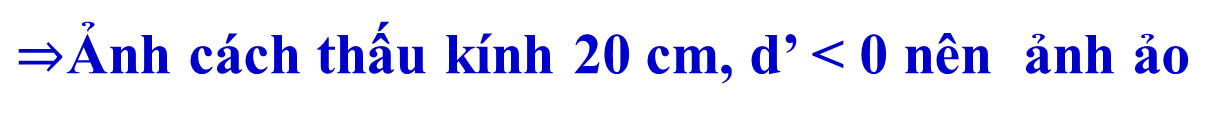 ⇒Ảnh cách thấu kính 20 cm, d’ < 0 nên ảnh ảo